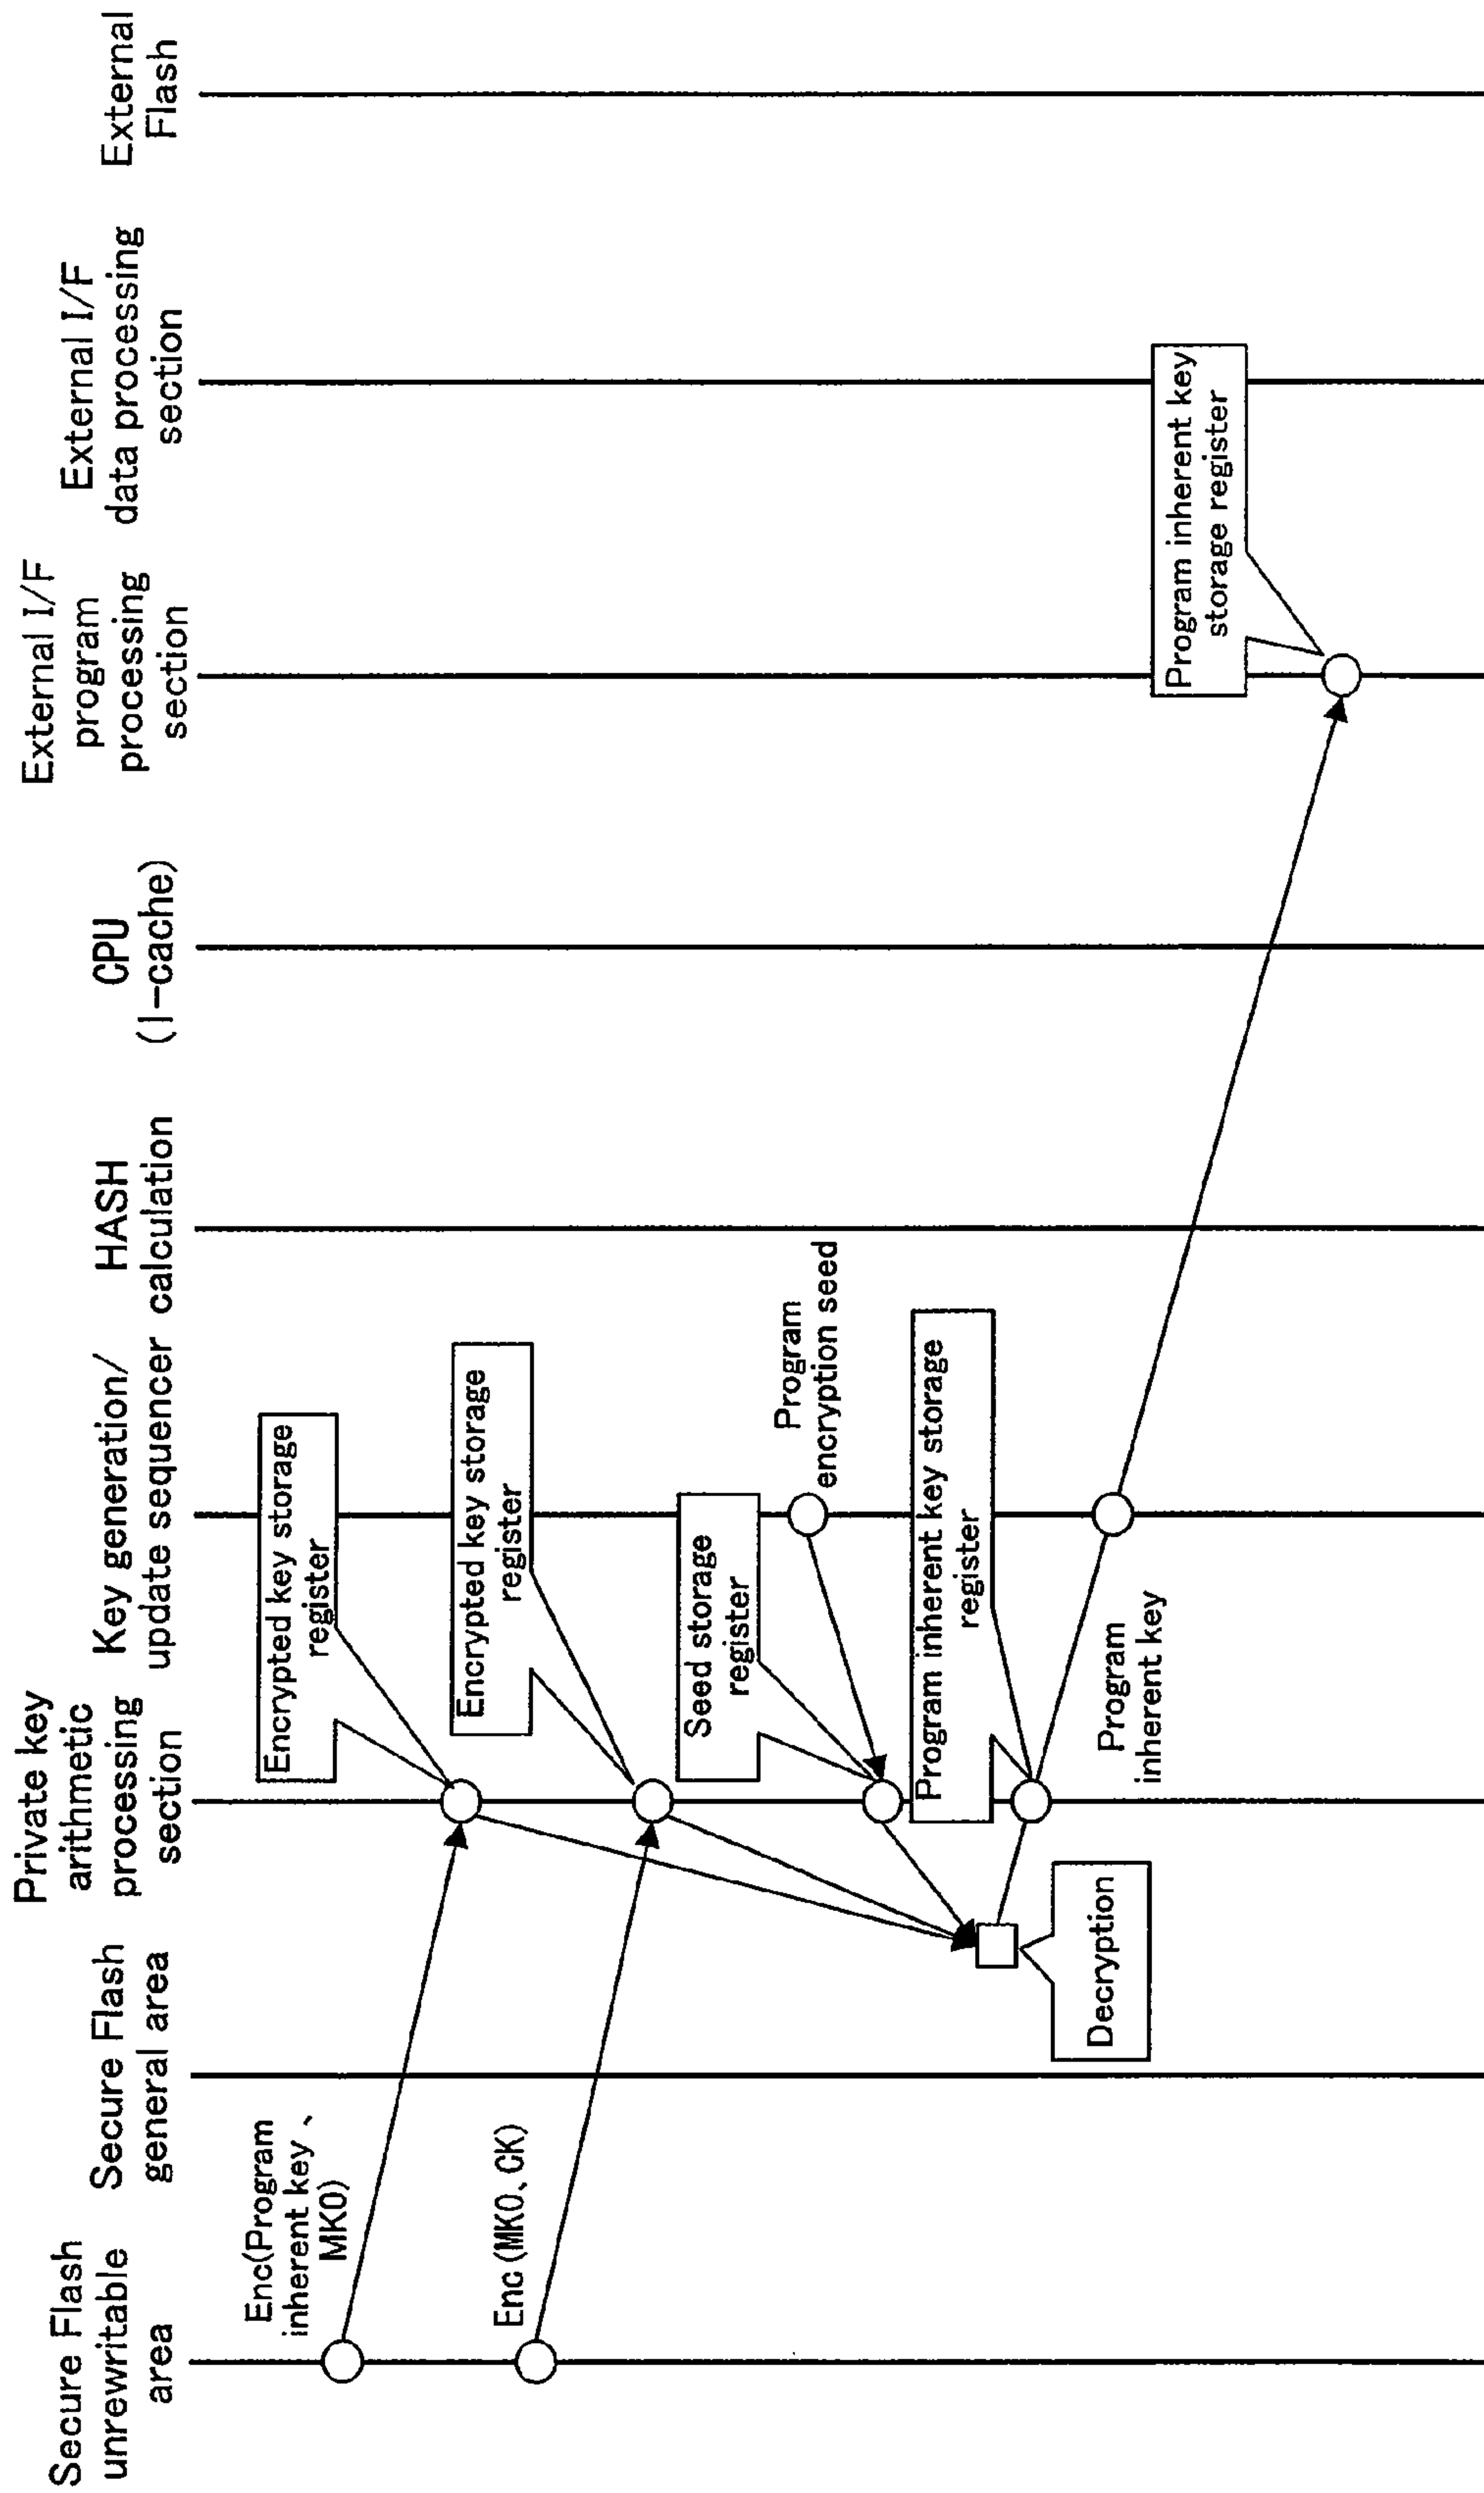 Secure Flash
unrewritable
area
Secure Flash
general area
Private key
arithmetic
processing
section
Key generation/
update sequencer
HASH
calculation
CPU
(I-cache)
External I/F
program
processing
section
External I/F
data processing
section
External
Flash
Enc(Program
inherent key、
MK0)
Encrypted key storage
register
Enc(MK0、CK)
Encrypted key storage
register
Seed storage
register
Program
encryption seed
Program inherent key storage
register
Decryption
Program
inherent key
Program inherent key
storage register